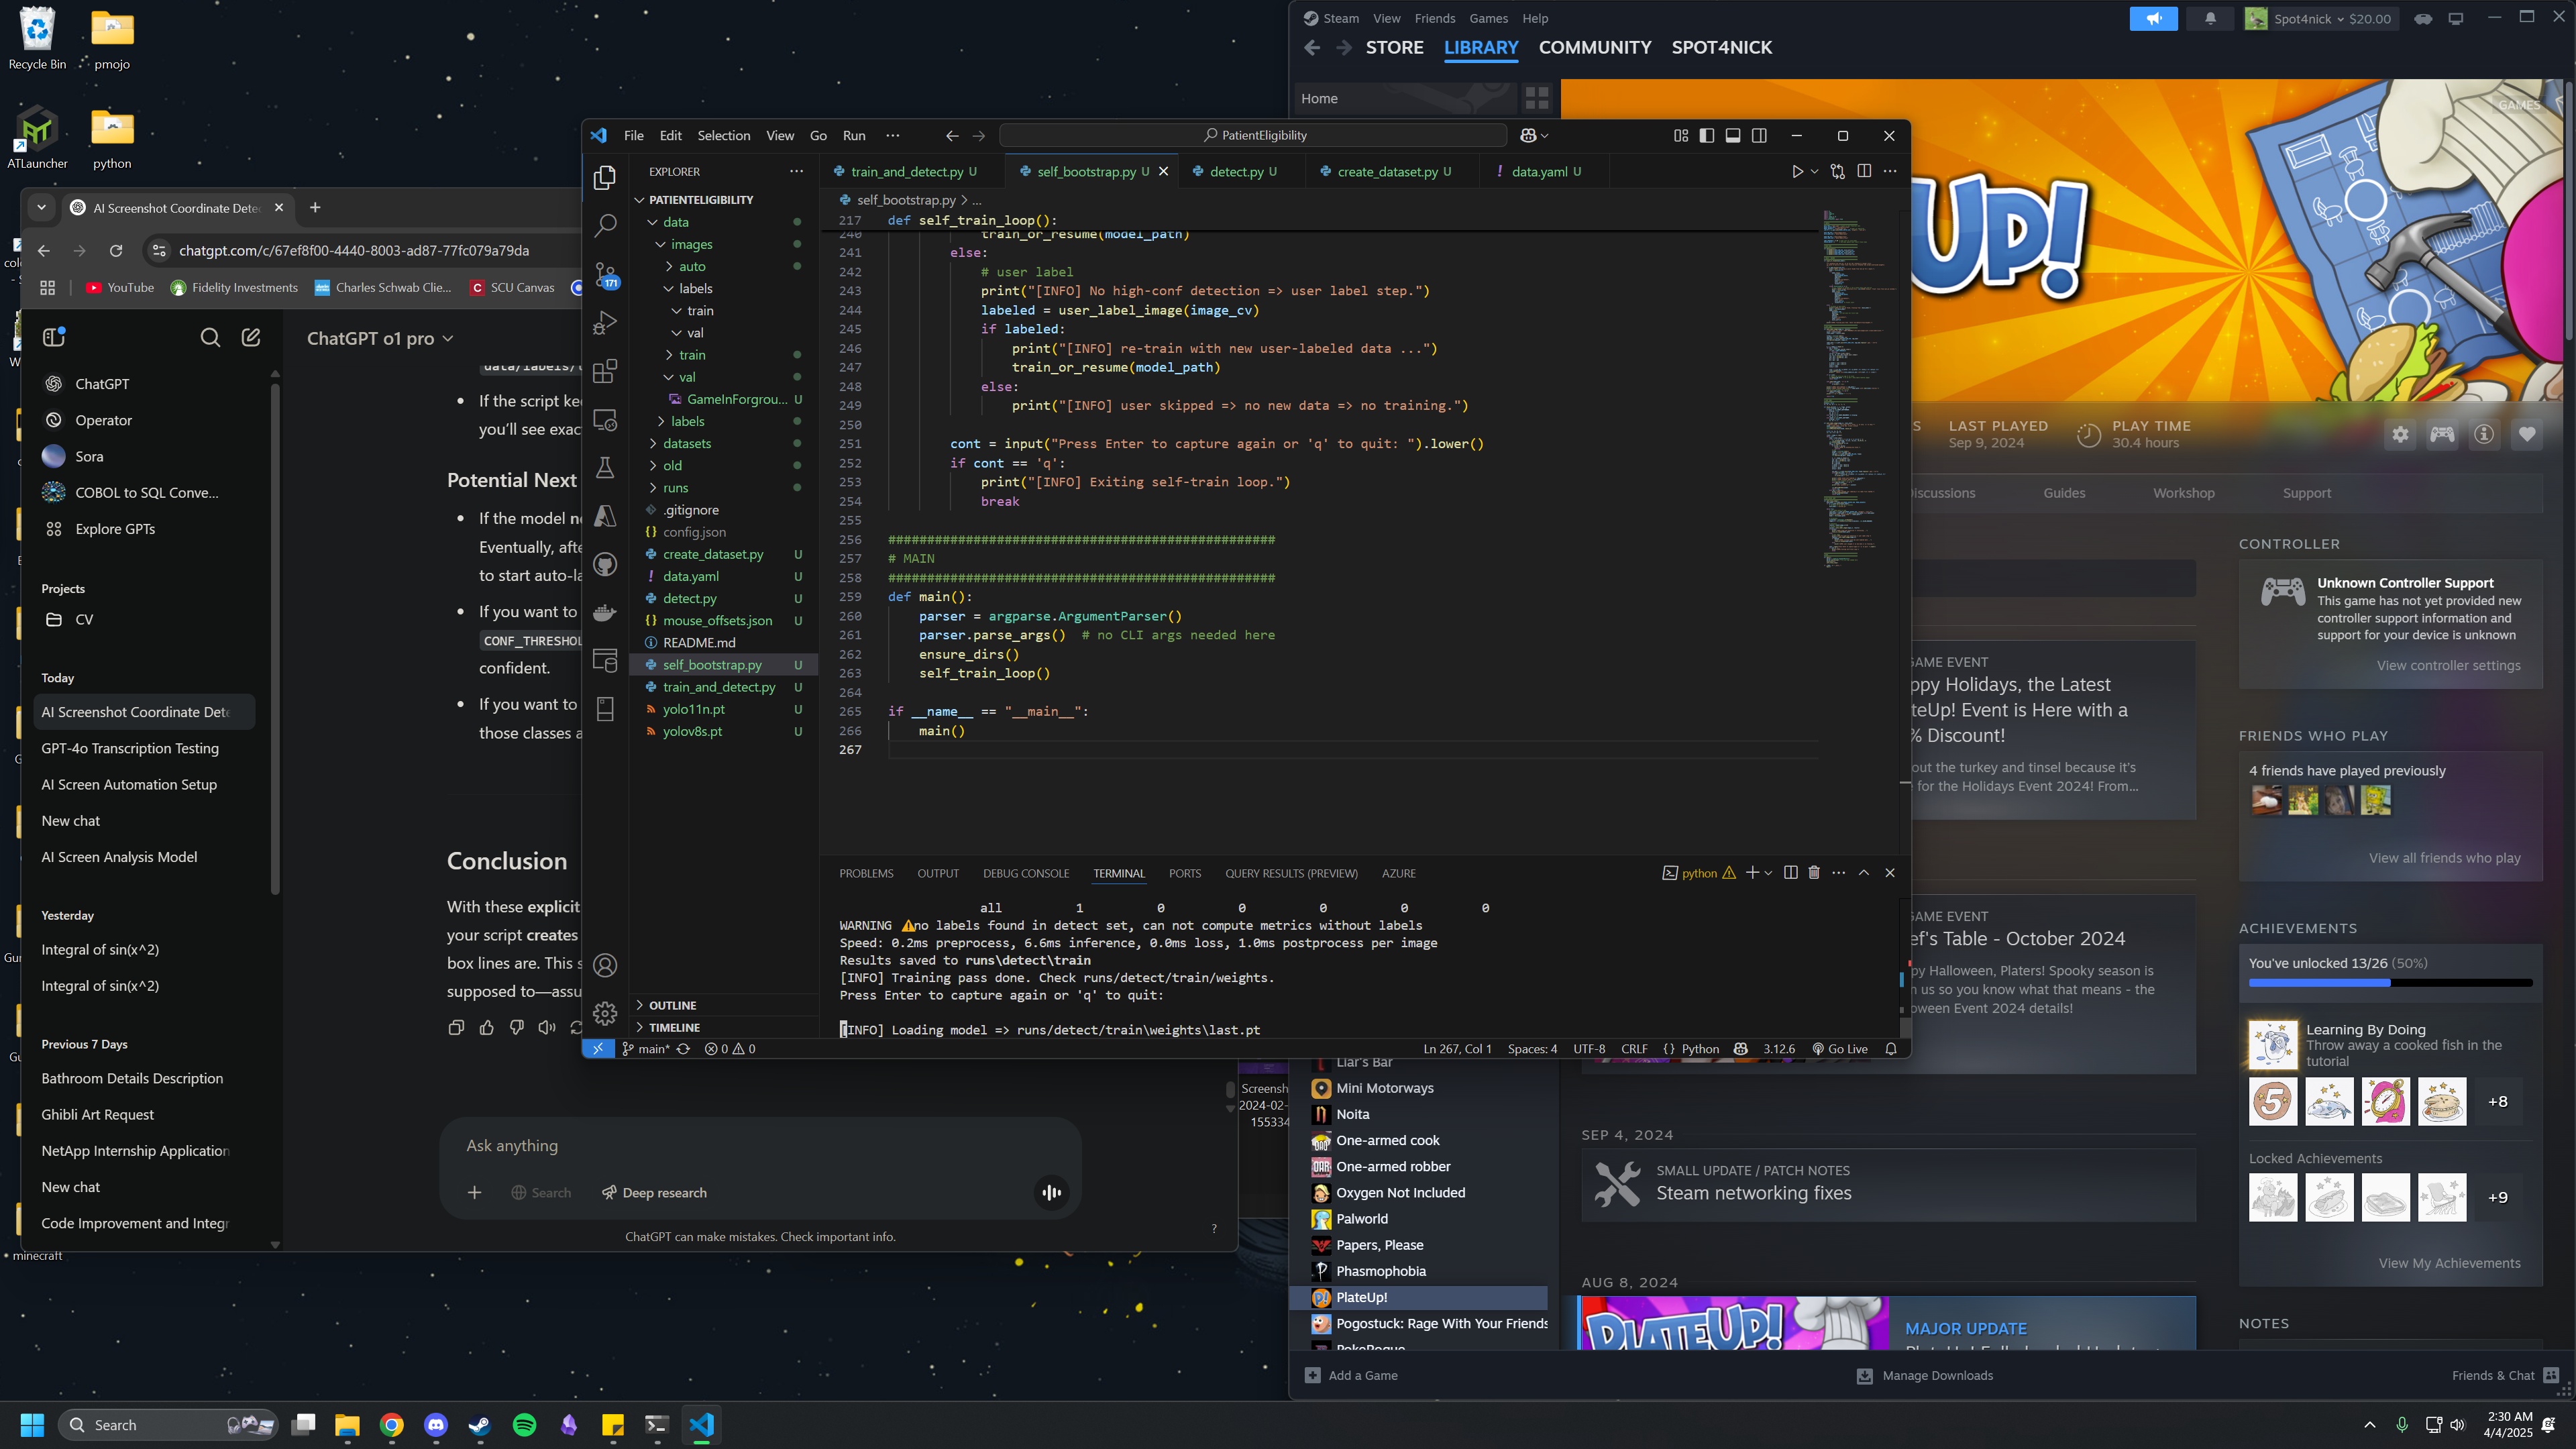 Recycle Bin
pmojo
ATLauncher
python
minecraft
AI Screenshot Coordinate Dete
chatgpt.com/c/67ef8f00-4440-8003-ad87-77fc079a79da
YouTube
Fidelity Investments
Charles Schwab Clie...
SCU Canvas
ChatGPT o1 pro
ChatGPT
Operator
Sora
COBOL to SQL Conve...
Explore GPTs
Projects
CV
Today
AI Screenshot Coordinate Dete
GPT-4o Transcription Testing
AI Screen Automation Setup
New chat
AI Screen Analysis Model
Yesterday
Integral of sin(x^2)
Integral of sin(x^2)
Previous 7 Days
Bathroom Details Description
Ghibli Art Request
NetApp Internship Application
New chat
Code Improvement and Integr
If the script kee
you'll see exac
Potential Next
If the model ne
Eventually, afte
to start auto-la
If you want to
CONF_THRESHOL
confident.
If you want to
those classes a
Conclusion
With these explicit
your script creates
box lines are. This s
supposed to—assu
Ask anything
Search
Deep research
ChatGPT can make mistakes. Check important info.
?
Screensh
2024-02-
155334
File Edit Selection View Go Run ...
PatientEligibility
EXPLORER
PATIENTELIGIBILITY
data
images
auto
labels
train
val
train
val
GameInForgrou... U
labels
datasets
old
runs
.gitignore
config.json
create_dataset.py U
data.yaml U
detect.py U
mouse_offsets.json U
README.md
self_bootstrap.py U
train_and_detect.py U
yolo11n.pt U
yolov8s.pt U
OUTLINE
TIMELINE
171
train_and_detect.py U
self_bootstrap.py U
detect.py U
create_dataset.py U
data.yaml U
self_bootstrap.py > ...
217 def self_train_loop():
240 train_or_resume(model_path)
241 else:
242 # user label
243 print("[INFO] No high-conf detection => user label step.")
244 labeled = user_label_image(image_cv)
245 if labeled:
246 print("[INFO] re-train with new user-labeled data ...")
247 train_or_resume(model_path)
248 else:
249 print("[INFO] user skipped => no new data => no training.")
250
251 cont = input("Press Enter to capture again or 'q' to quit: ").lower()
252 if cont == 'q':
253 print("[INFO] Exiting self-train loop.")
254 break
255
256 ##################################################
257 # MAIN
258 ##################################################
259 def main():
260 parser = argparse.ArgumentParser()
261 parser.parse_args() # no CLI args needed here
262 ensure_dirs()
263 self_train_loop()
264
265 if __name__ == "__main__":
266 main()
267
PROBLEMS OUTPUT DEBUG CONSOLE TERMINAL PORTS QUERY RESULTS (PREVIEW) AZURE
python
all 1 0 0 0 0 0
WARNING ⚠️no labels found in detect set, can not compute metrics without labels
Speed: 0.2ms preprocess, 6.6ms inference, 0.0ms loss, 1.0ms postprocess per image
Results saved to runs\detect\train
[INFO] Training pass done. Check runs/detect/train/weights.
Press Enter to capture again or 'q' to quit:
[INFO] Loading model => runs/detect/train\weights\last.pt
main* 0 0 Ln 267, Col 1 Spaces: 4 UTF-8 CRLF {} Python 3.12.6 Go Live
Steam View Friends Games Help
Spot4nick $20.00
STORE LIBRARY COMMUNITY SPOT4NICK
Home
GAMES
UP!
LAST PLAYED
Sep 9, 2024
PLAY TIME
30.4 hours
iscussions Guides Workshop Support
GAME EVENT
ppy Holidays, the Latest
teUp! Event is Here with a
% Discount!
out the turkey and tinsel because it's
for the Holidays Event 2024! From...
GAME EVENT
ef's Table - October 2024
py Halloween, Platers! Spooky season is
n us so you know what that means - the
oween Event 2024 details!
SEP 4, 2024
SMALL UPDATE / PATCH NOTES
Steam networking fixes
AUG 8, 2024
PLATEUP!
MAJOR UPDATE
CONTROLLER
Unknown Controller Support
This game has not yet provided new
controller support information and
support for your device is unknown
View controller settings
FRIENDS WHO PLAY
4 friends have played previously
View all friends who play
ACHIEVEMENTS
You've unlocked 13/26 (50%)
Learning By Doing
Throw away a cooked fish in the
tutorial
5
+8
Locked Achievements
+9
View My Achievements
NOTES
Liar's Bar
Mini Motorways
Noita
One-armed cook
One-armed robber
Oxygen Not Included
Palworld
Papers, Please
Phasmophobia
PlateUp!
Pogostuck: Rage With Your Friends
Add a Game
Manage Downloads
Friends & Chat
Search
2:30 AM
4/4/2025